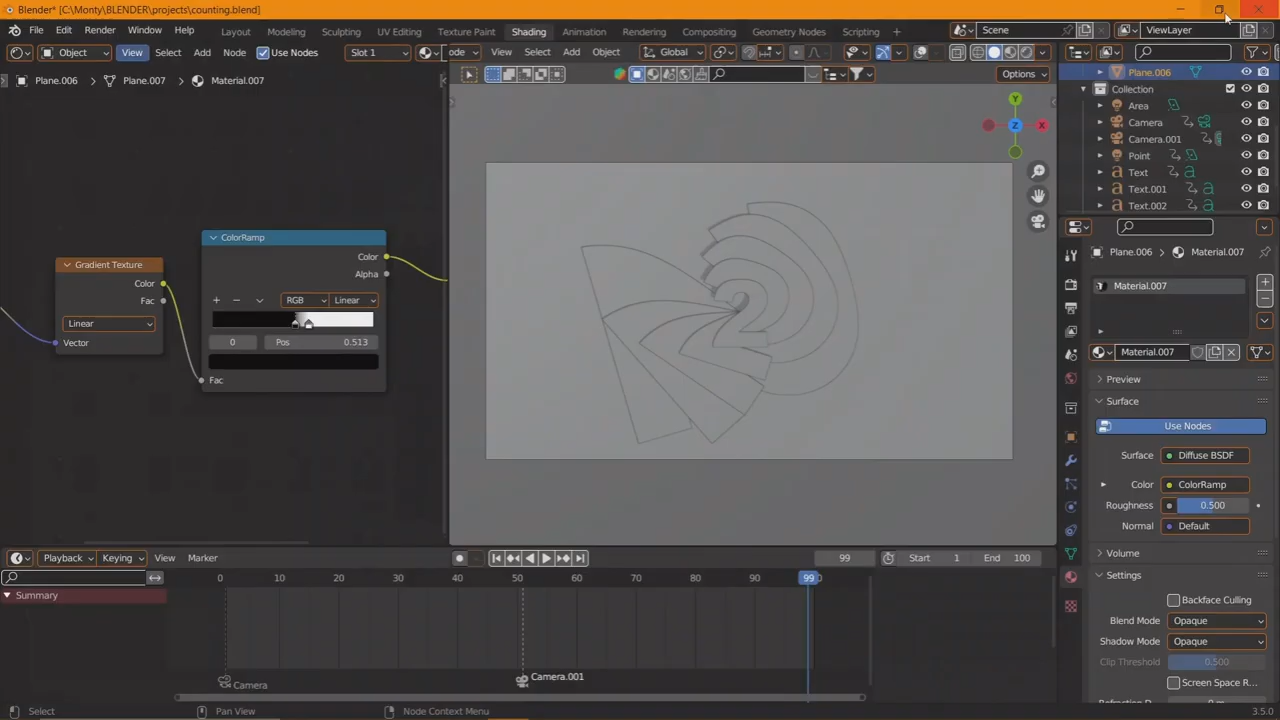 Blender* [C:\Monty\BLENDER\projects\counting.blend]
File Edit Render Window Help Layout Modeling Sculpting UV Editing Texture Paint Shading Animation Rendering Compositing Geometry Nodes Scripting + Scene ViewLayer
Object View Select Add Node Use Nodes Slot 1 ode View Select Add Object Global
Options
Plane.006 > Plane.007 > Material.007
Plane.006
Collection
Area
Camera
Camera.001
Point
Text
Text.001
Text.002
Y
Z
X
Plane.006 > Material.007
Material.007
Material.007
Gradient Texture
Color
Fac
Linear
Vector
ColorRamp
Color
Alpha
RGB Linear
0 Pos 0.513
Fac
2
Preview
Surface
Use Nodes
Surface Diffuse BSDF
Color ColorRamp
Roughness 0.500
Normal Default
Volume
Settings
Backface Culling
Blend Mode Opaque
Shadow Mode Opaque
Clip Threshold 0.500
Screen Space R...
Playback Keying View Marker 99 Start 1 End 100
0 10 20 30 40 50 60 70 80 90 99
Summary
Camera Camera.001
Select Pan View Node Context Menu 3.5.0